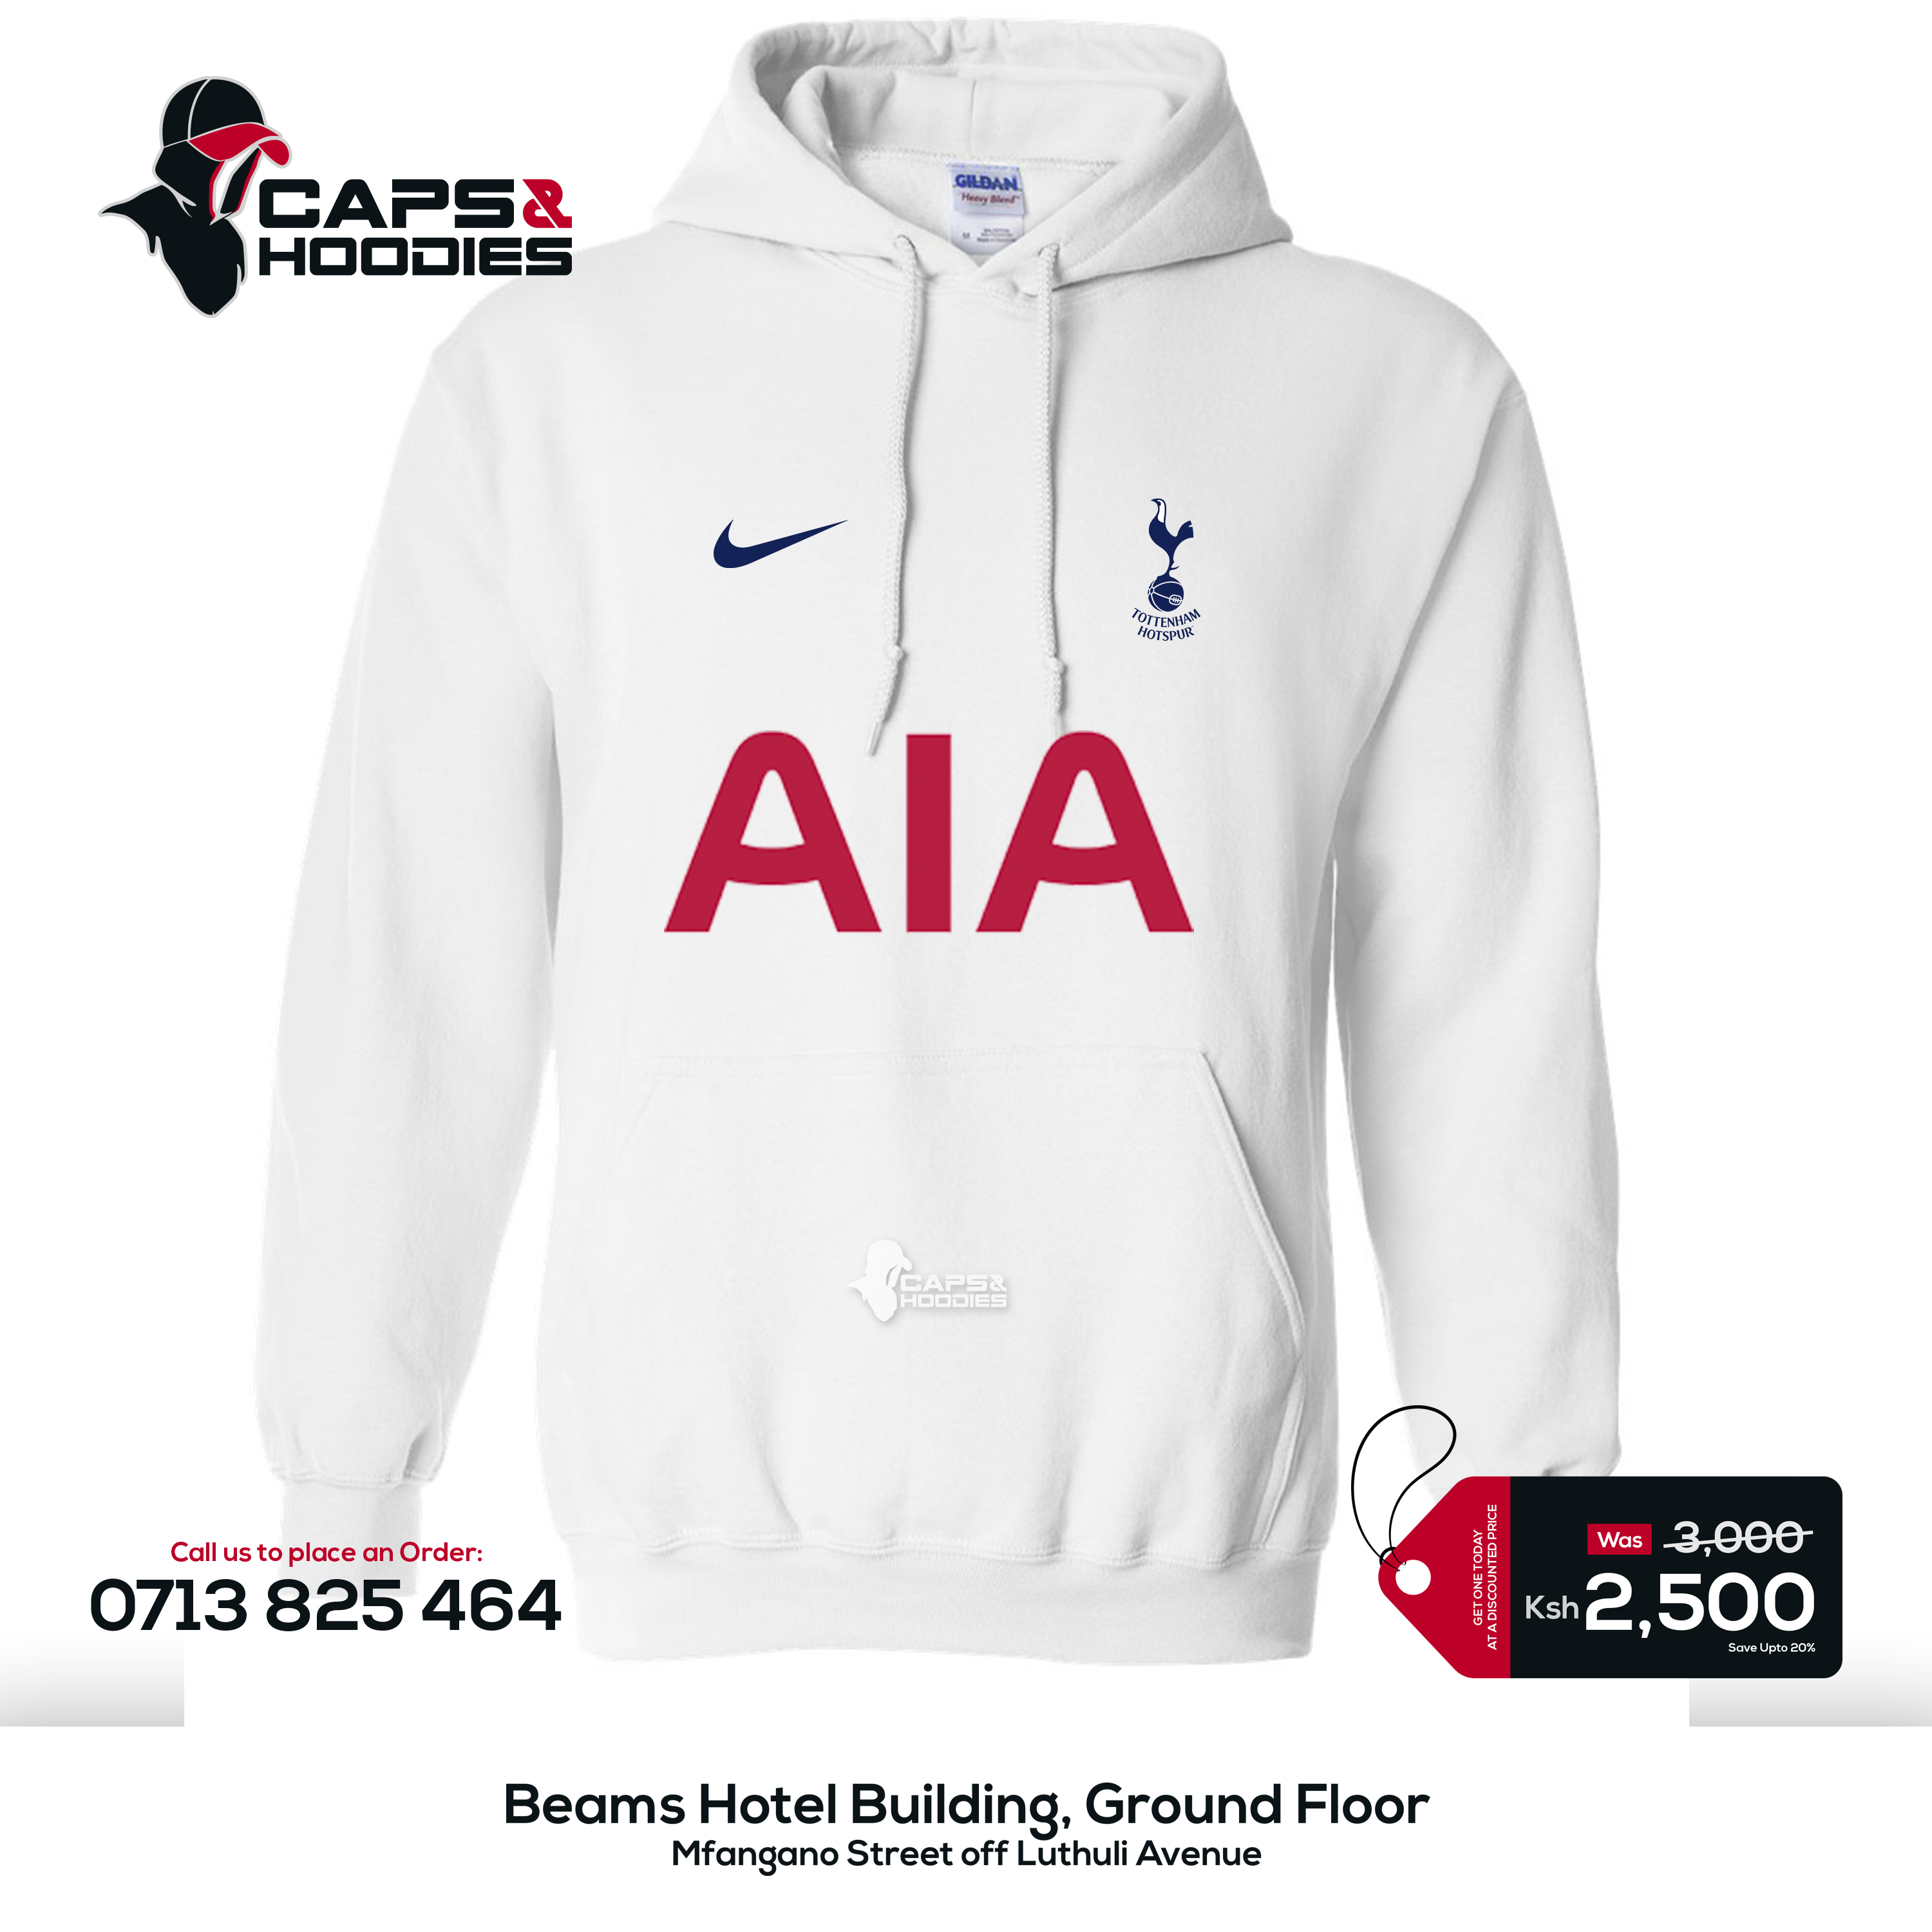 CAPS&
HOODIES
GILDAN
Heavy Blend™
M
TOTTENHAM
HOTSPUR
AIA
CAPS&
HOODIES
Call us to place an Order:
0713 825 464
GET ONE TODAY
AT A DISCOUNTED PRICE
Was 3,000
Ksh 2,500
Save Upto 20%
Beams Hotel Building, Ground Floor
Mfangano Street off Luthuli Avenue